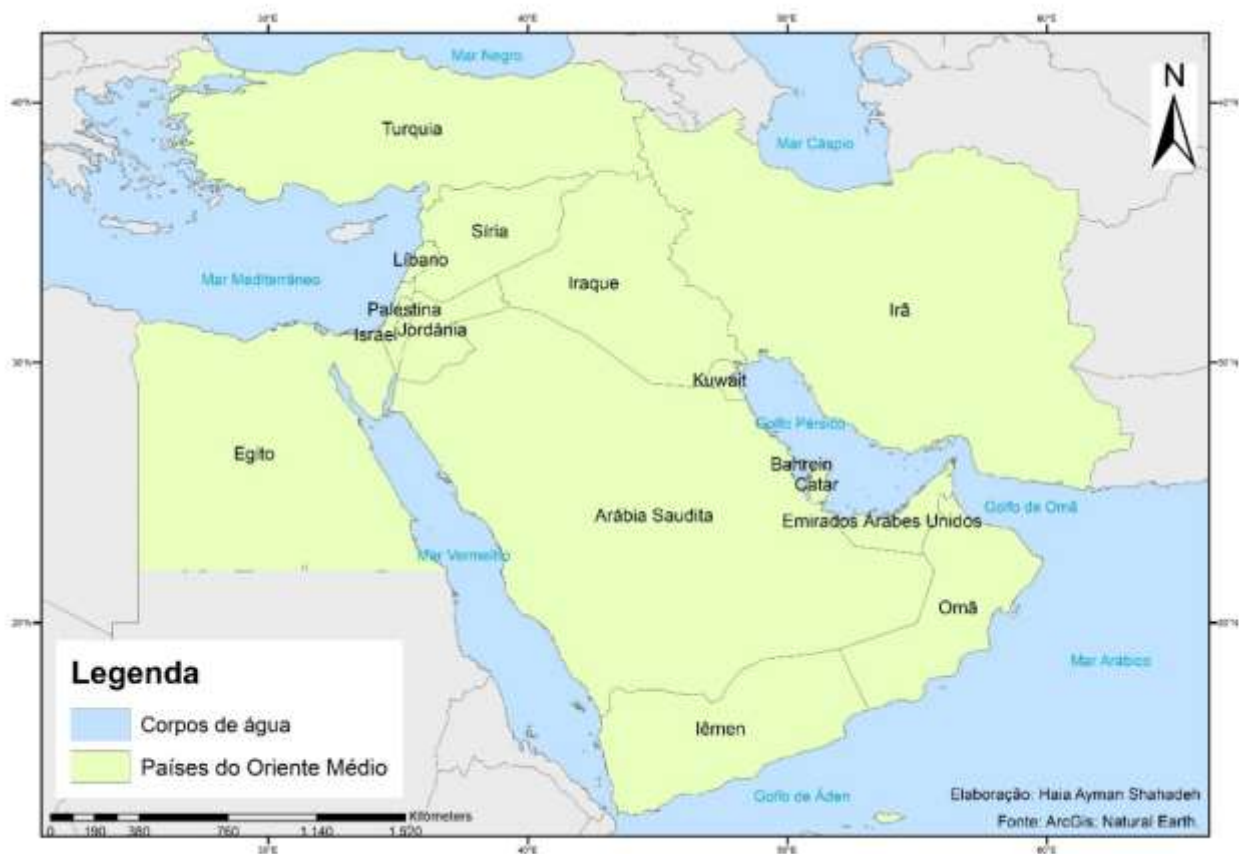 Mar Negro
Turquia
Mar Cáspio
N
Síria
Líbano
Mar Mediterrâneo
Iraque
Palestina
Irã
Israel
Jordânia
Kuwait
Golfo Pérsico
Egito
Bahrein
Catar
Golfo de Omã
Arábia Saudita
Emirados Árabes Unidos
Mar Vermelho
Omã
Mar Arábico
Iêmen
Golfo de Áden
Legenda
Corpos de água
Países do Oriente Médio
Kilometers
0 190 380 760 1.140 1.520
Elaboração: Haia Ayman Shahadeh
Fonte: ArcGis; Natural Earth.